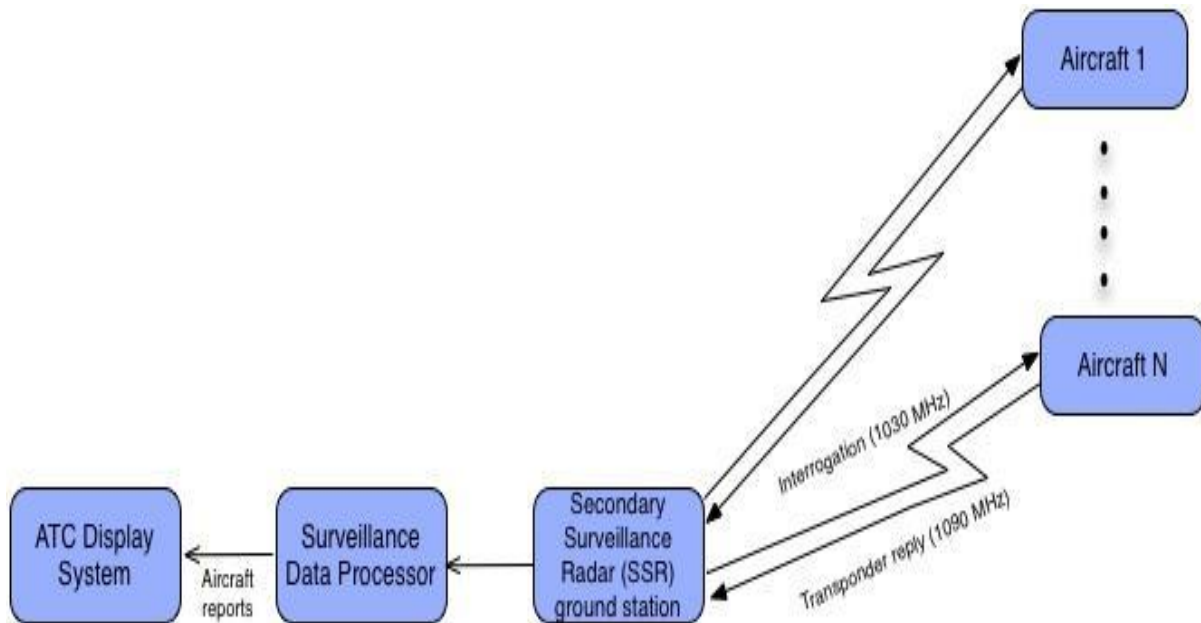 Aircraft 1
Aircraft N
Interrogation (1030 MHz)
Transponder reply (1090 MHz)
ATC Display
System
Aircraft
reports
Surveillance
Data Processor
Secondary
Surveillance
Radar (SSR)
ground station